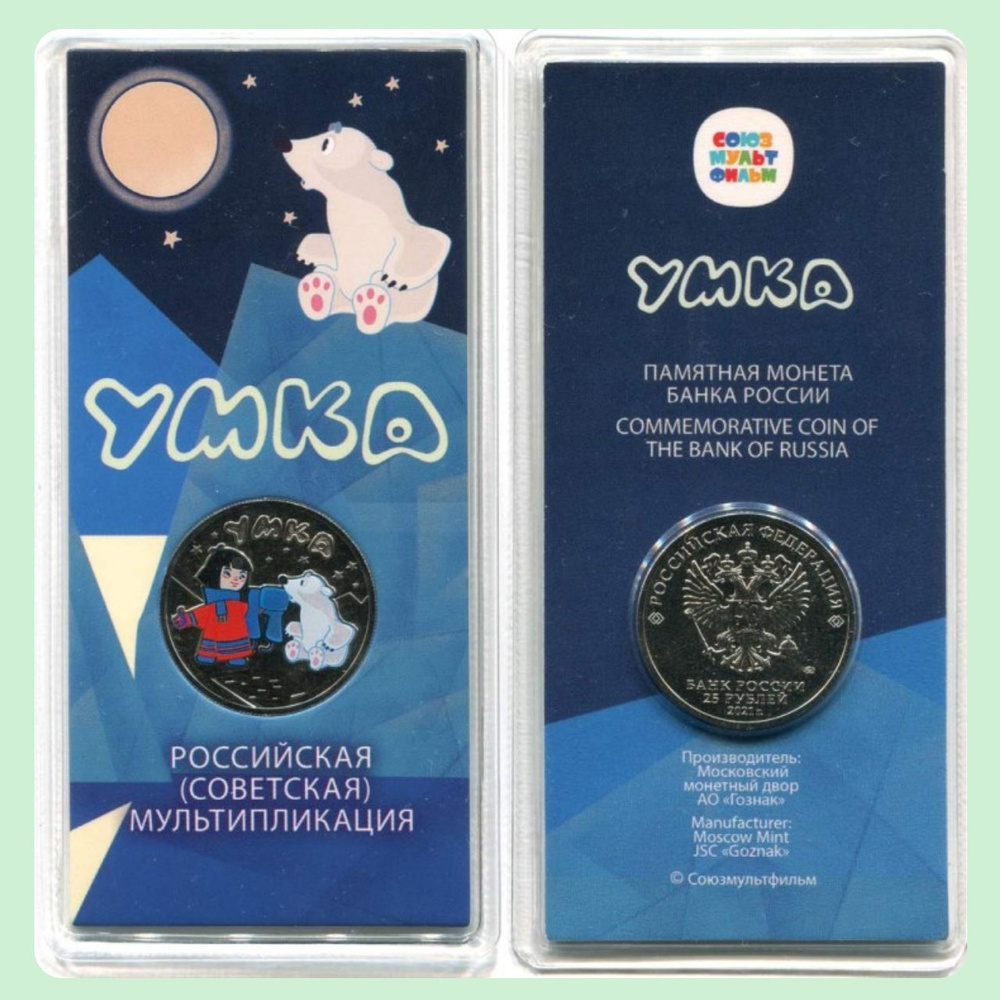 УМКА
УМКА
РОССИЙСКАЯ
(СОВЕТСКАЯ)
МУЛЬТИПЛИКАЦИЯ
СОЮЗ
МУЛЬТ
ФИЛЬМ
УМКА
ПАМЯТНАЯ МОНЕТА
БАНКА РОССИИ
COMMEMORATIVE COIN OF
THE BANK OF RUSSIA
РОССИЙСКАЯ ФЕДЕРАЦИЯ
БАНК РОССИИ
25 РУБЛЕЙ
2021 г.
Производитель:
Московский
монетный двор
АО «Гознак»
Manufacturer:
Moscow Mint
JSC «Goznak»
© Союзмультфильм